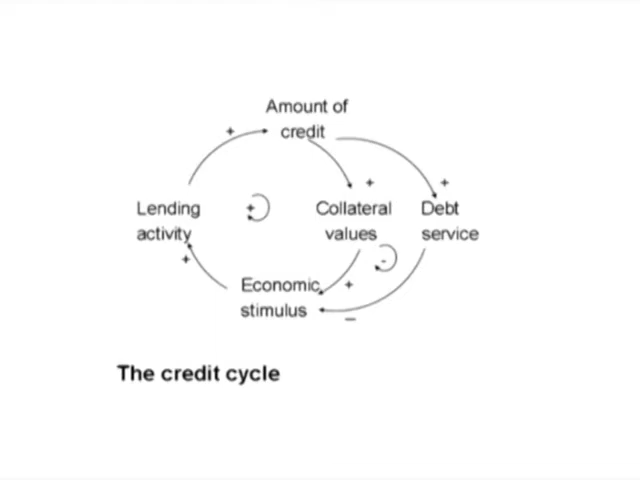 Amount of
credit
+
+
+
Lending
activity
+
Collateral
values
Debt
service
+
-
Economic
stimulus
+
–
The credit cycle